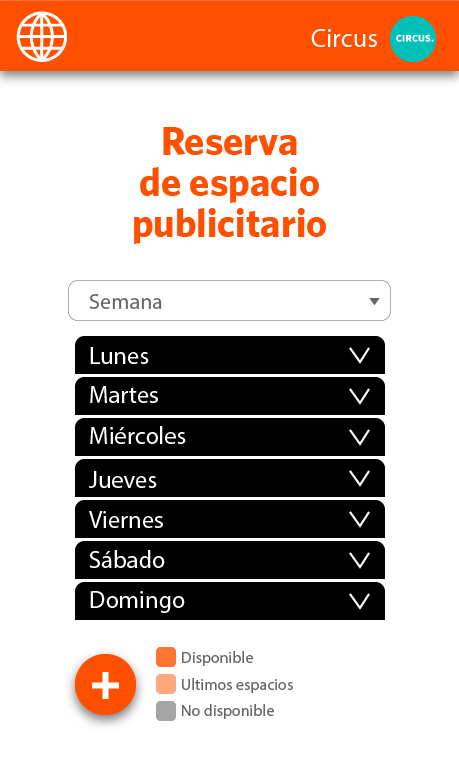 Circus
CIRCUS.
Reserva
de espacio
publicitario
Semana
Lunes
Martes
Miércoles
Jueves
Viernes
Sábado
Domingo
Disponible
Ultimos espacios
No disponible